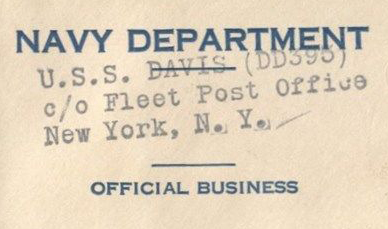 NAVY DEPARTMENT
U.S.S. DAVIS (DD395)
c/o Fleet Post Office
New York, N. Y.
OFFICIAL BUSINESS